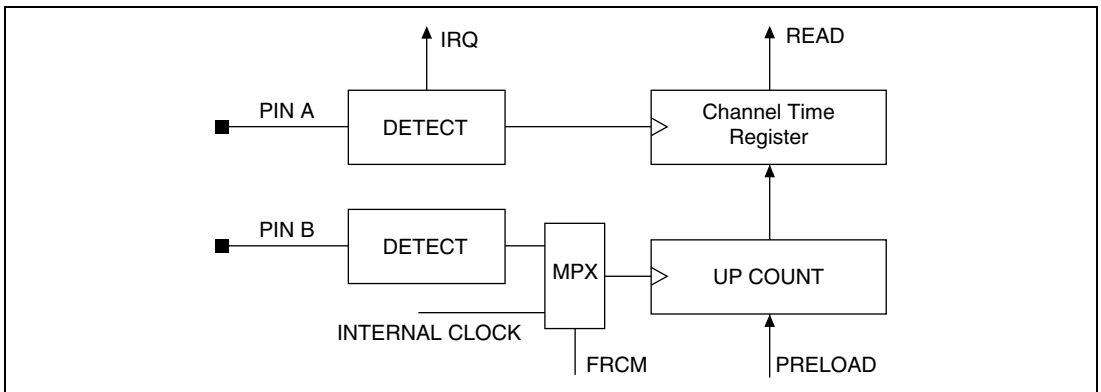 IRQ
READ
PIN A
DETECT
Channel Time
Register
PIN B
DETECT
MPX
UP COUNT
INTERNAL CLOCK
FRCM
PRELOAD